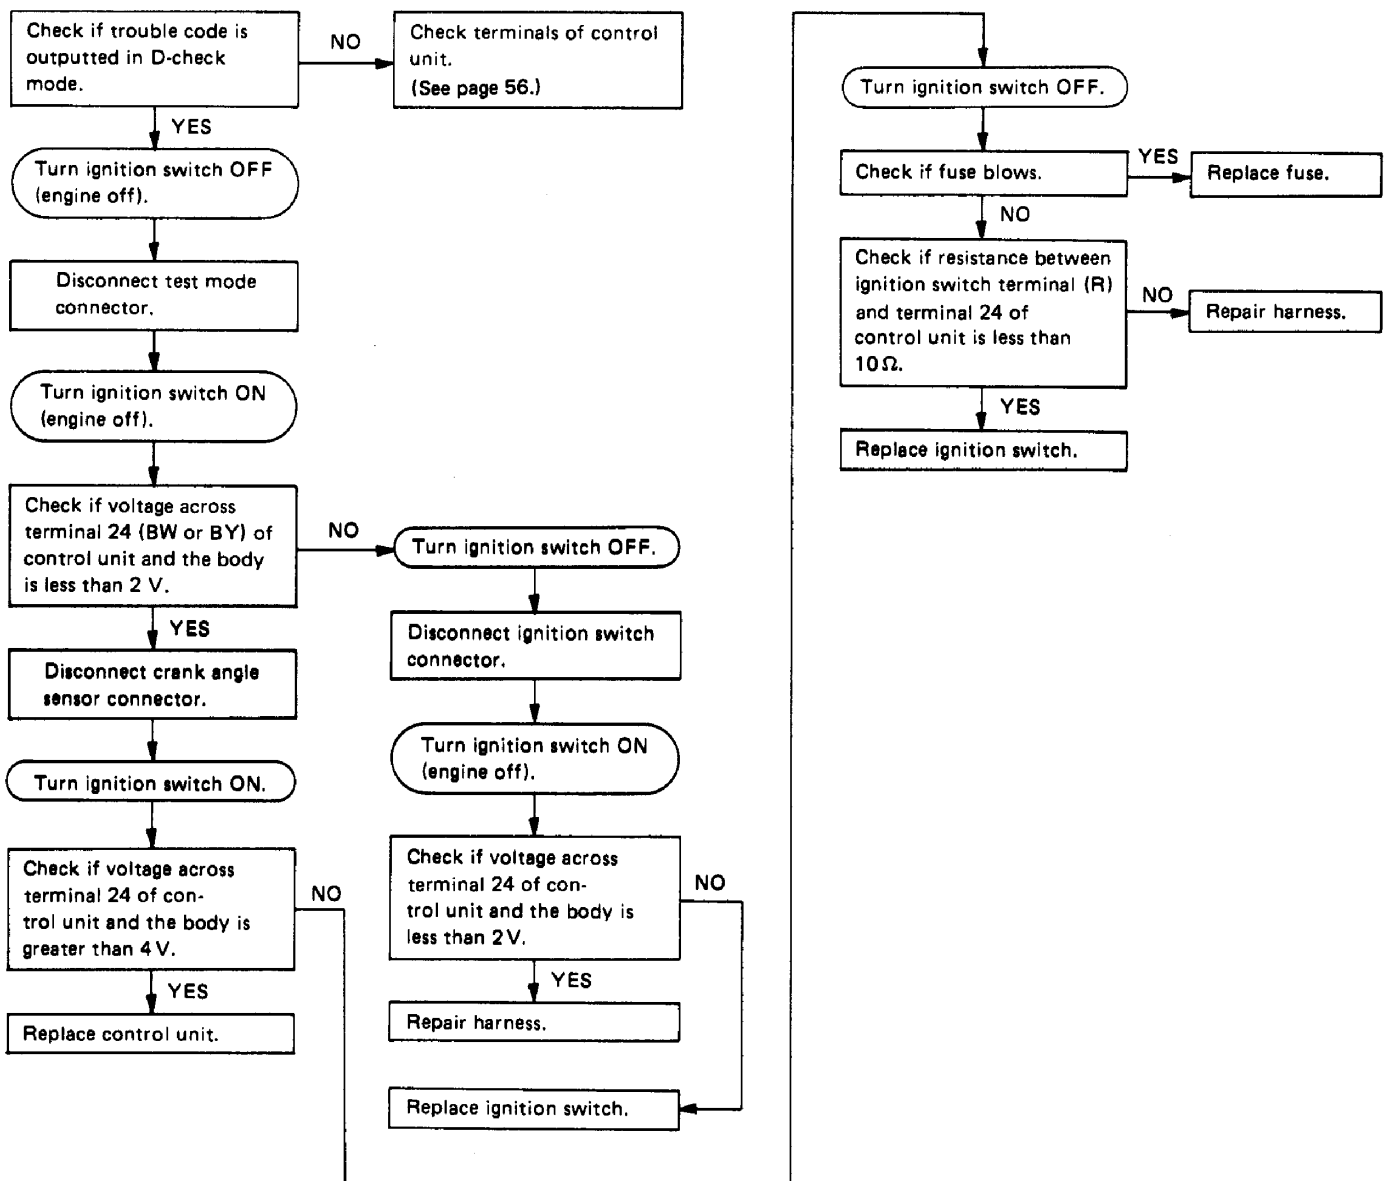 Check if trouble code is
outputted in D-check
mode.
NO
Check terminals of control
unit.
(See page 56.)
YES
Turn ignition switch OFF
(engine off).
Disconnect test mode
connector.
Turn ignition switch ON
(engine off).
Check if voltage across
terminal 24 (BW or BY) of
control unit and the body
is less than 2 V.
NO
Turn ignition switch OFF.
YES
Disconnect ignition switch
connector.
Disconnect crank angle
sensor connector.
Turn ignition switch ON
(engine off).
Turn ignition switch ON.
Check if voltage across
terminal 24 of con-
trol unit and the body is
greater than 4 V.
NO
Check if voltage across
terminal 24 of con-
trol unit and the body is
less than 2 V.
NO
YES
Replace control unit.
YES
Repair harness.
Replace ignition switch.
Turn ignition switch OFF.
Check if fuse blows.
YES
Replace fuse.
NO
Check if resistance between
ignition switch terminal (R)
and terminal 24 of
control unit is less than
10 Ω.
NO
Repair harness.
YES
Replace ignition switch.